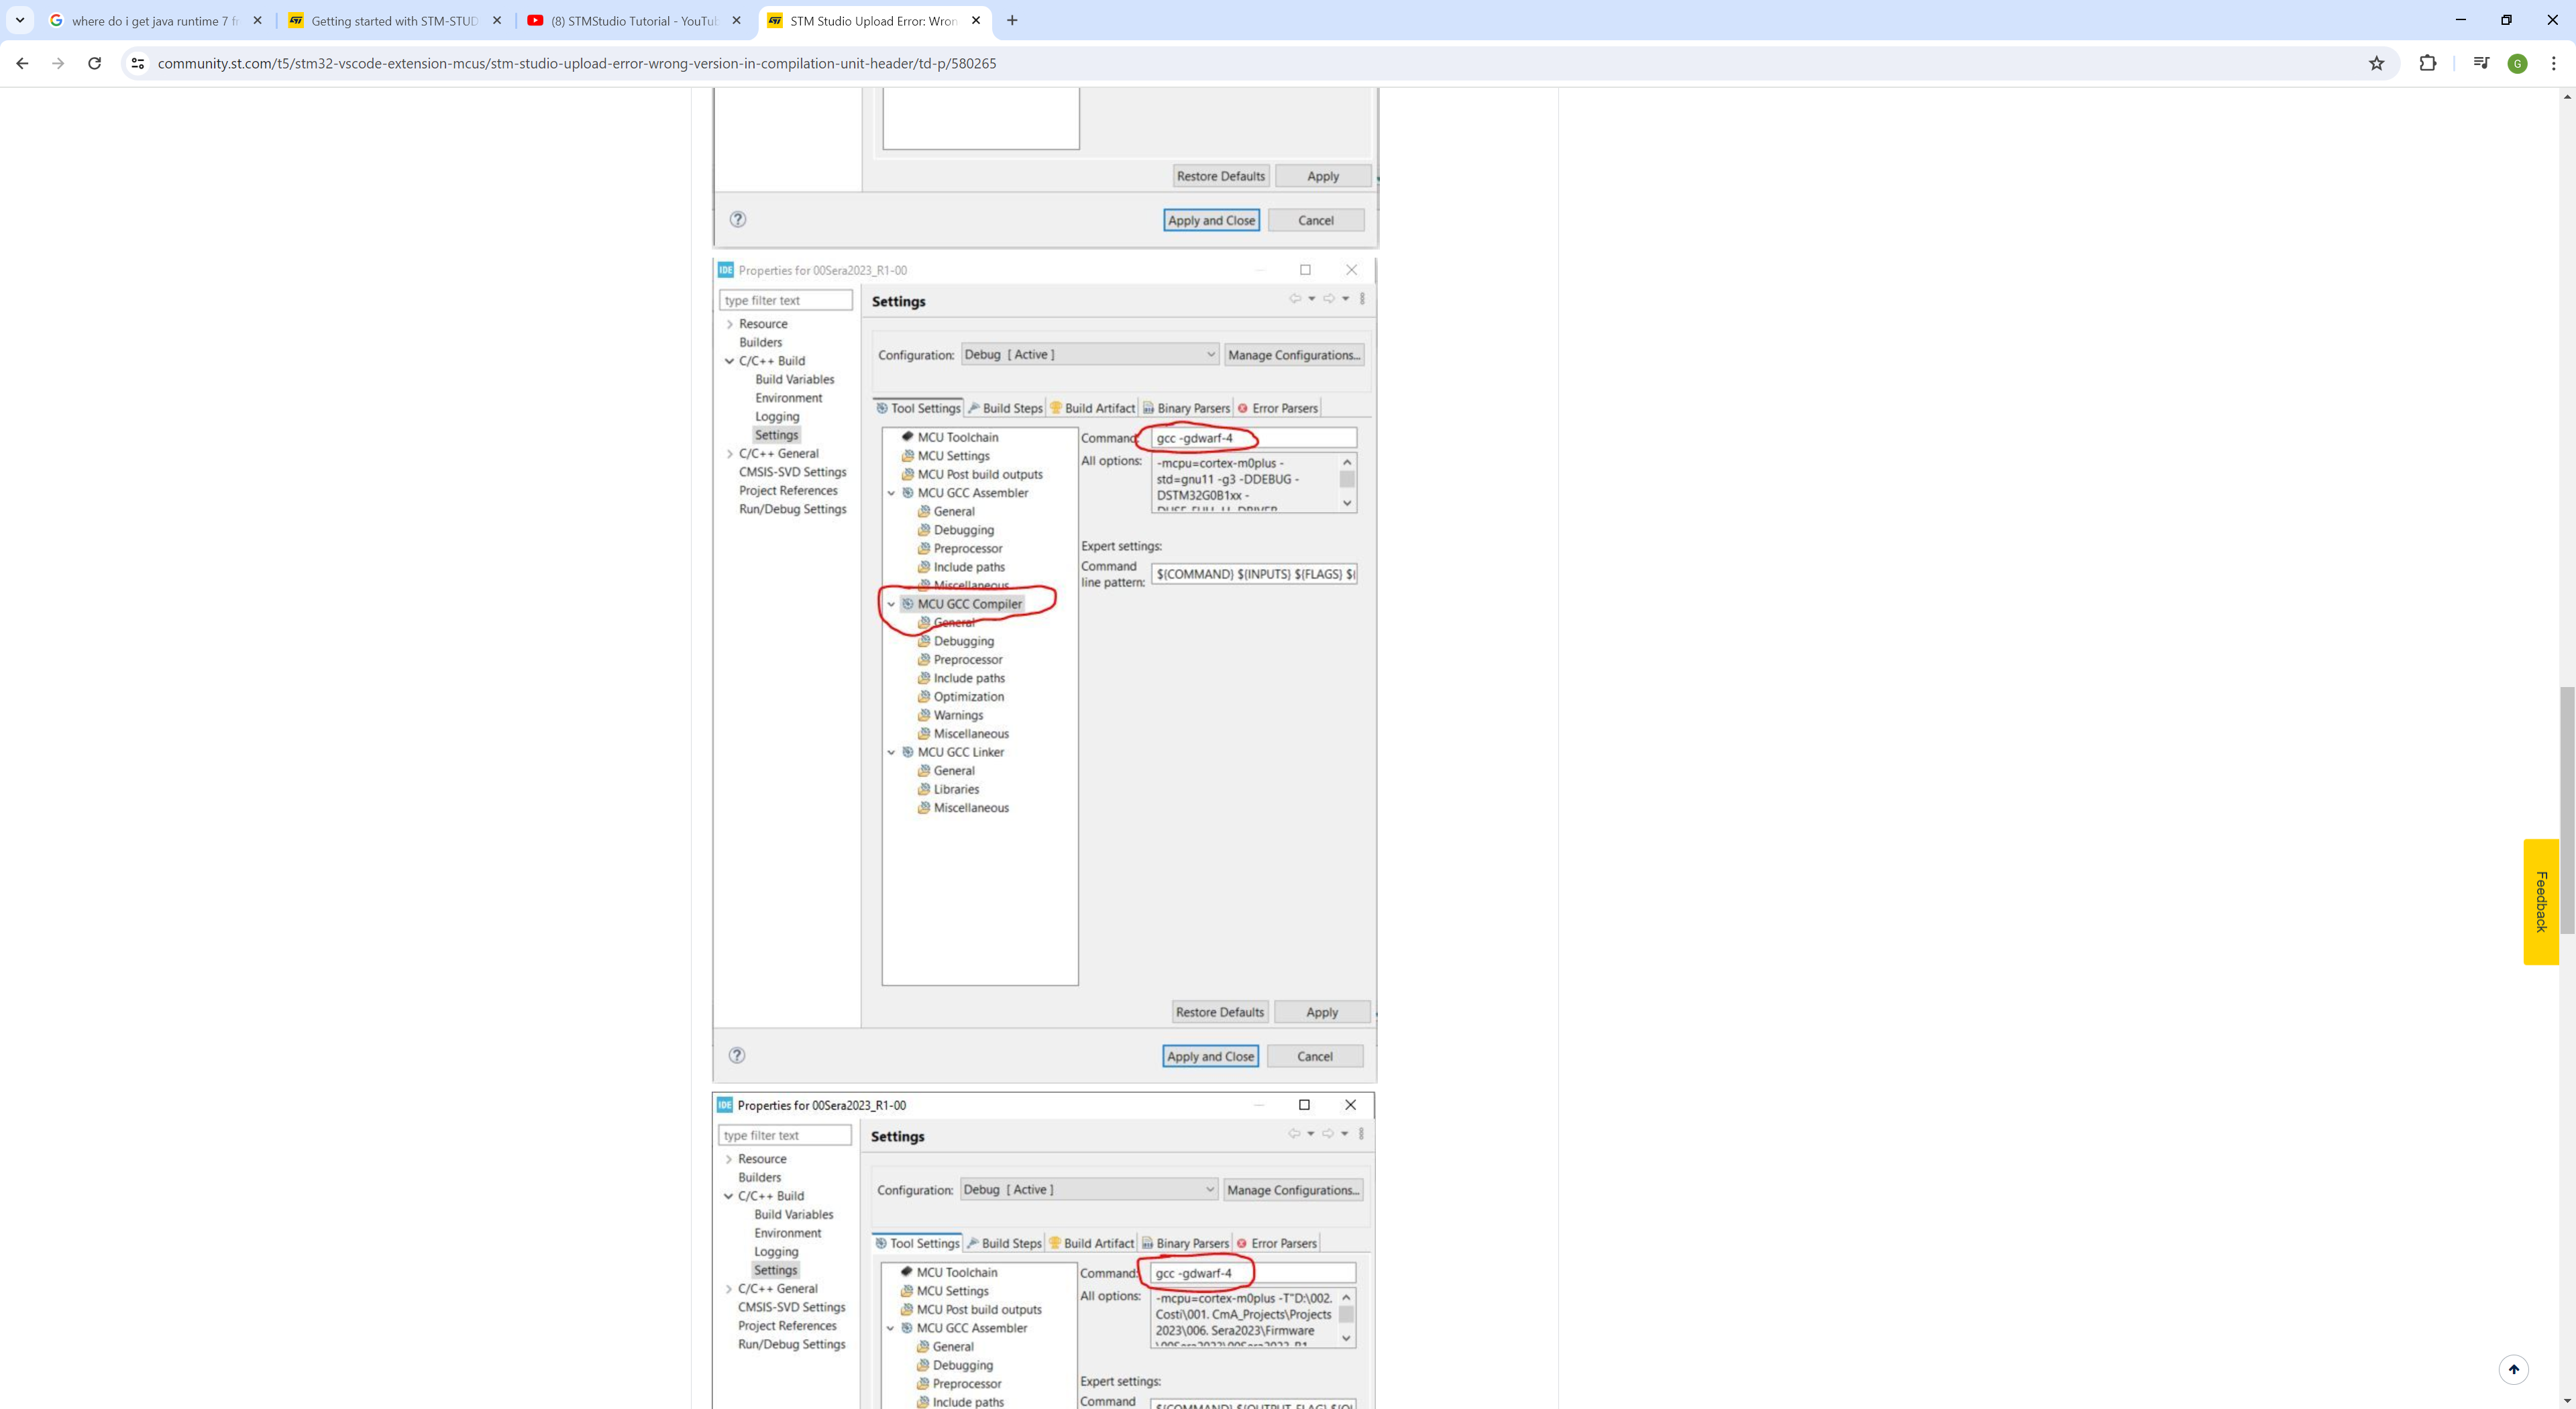 where do i get java runtime 7 fr
Getting started with STM-STUD
(8) STMStudio Tutorial - YouTub
STM Studio Upload Error: Wron
community.st.com/t5/stm32-vscode-extension-mcus/stm-studio-upload-error-wrong-version-in-compilation-unit-header/td-p/580265
G
Restore Defaults
Apply
Apply and Close
Cancel
IDE Properties for 00Sera2023_R1-00
type filter text
Settings
Resource
Builders
C/C++ Build
Build Variables
Environment
Logging
Settings
C/C++ General
CMSIS-SVD Settings
Project References
Run/Debug Settings
Configuration: Debug [ Active ] Manage Configurations...
Tool Settings Build Steps Build Artifact Binary Parsers Error Parsers
MCU Toolchain
MCU Settings
MCU Post build outputs
MCU GCC Assembler
General
Debugging
Preprocessor
Include paths
Miscellaneous
MCU GCC Compiler
General
Debugging
Preprocessor
Include paths
Optimization
Warnings
Miscellaneous
MCU GCC Linker
General
Libraries
Miscellaneous
Command: gcc -gdwarf-4
All options: -mcpu=cortex-m0plus -
std=gnu11 -g3 -DDEBUG -
DSTM32G0B1xx -
Expert settings:
Command
line pattern: ${COMMAND} ${INPUTS} ${FLAGS} $(
Restore Defaults
Apply
Apply and Close
Cancel
Feedback
IDE Properties for 00Sera2023_R1-00
type filter text
Settings
Resource
Builders
C/C++ Build
Build Variables
Environment
Logging
Settings
C/C++ General
CMSIS-SVD Settings
Project References
Run/Debug Settings
Configuration: Debug [ Active ] Manage Configurations...
Tool Settings Build Steps Build Artifact Binary Parsers Error Parsers
MCU Toolchain
MCU Settings
MCU Post build outputs
MCU GCC Assembler
General
Debugging
Preprocessor
Include paths
Command: gcc -gdwarf-4
All options: -mcpu=cortex-m0plus -T"D:\002.
Costi\001. CmA_Projects\Projects
2023\006. Sera2023\Firmware
Expert settings:
Command